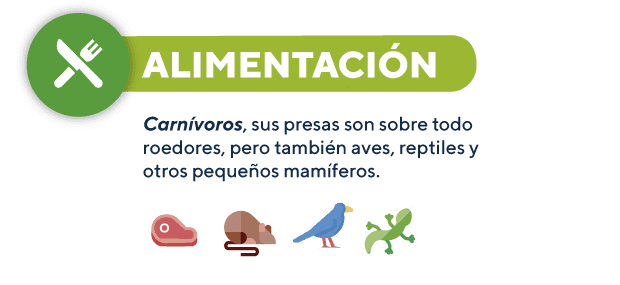 ALIMENTACIÓN
Carnívoros, sus presas son sobre todo
roedores, pero también aves, reptiles y
otros pequeños mamíferos.